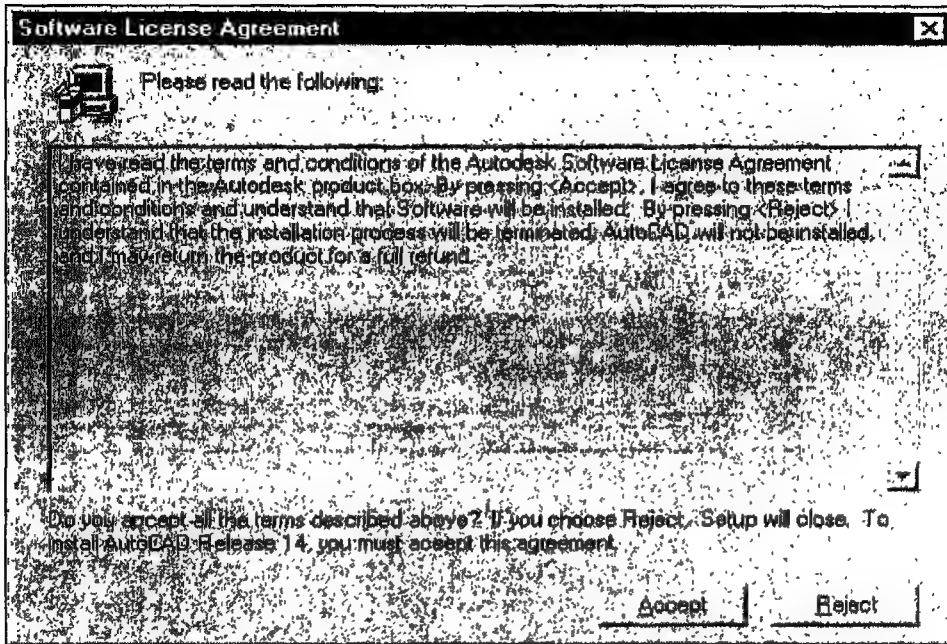 Software License Agreement
Please read the following:
I have read the terms and conditions of the Autodesk Software License Agreement
contained in the Autodesk product box. By pressing <Accept>, I agree to these terms
and conditions and understand that Software will be installed. By pressing <Reject> I
understand that the installation process will be terminated, AutoCAD will not be installed,
and I may return the product for a full refund.
Do you accept all the terms described above? If you choose Reject, Setup will close. To
install AutoCAD Release 14, you must accept this agreement.
Accept
Reject